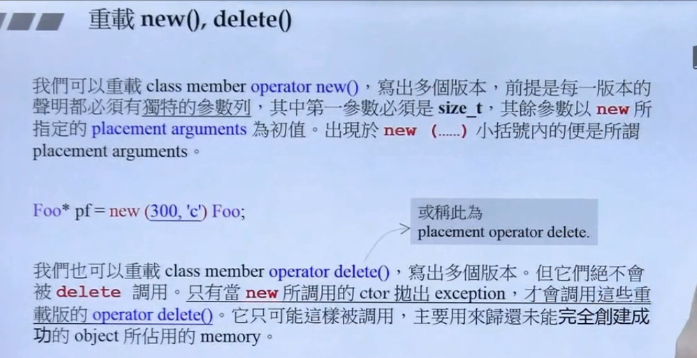 重載 new(), delete()
我們可以重載 class member operator new()，寫出多個版本，前提是每一版本的
聲明都必須有獨特的參數列，其中第一參數必須是 size_t，其餘參數以 new 所
指定的 placement arguments 為初值。出現於 new (......) 小括號內的便是所謂
placement arguments。
Foo* pf = new (300, 'c') Foo;
或稱此為
placement operator delete.
我們也可以重載 class member operator delete()，寫出多個版本。但它們絕不會
被 delete 調用。只有當 new 所調用的 ctor 拋出 exception，才會調用這些重
載版的 operator delete()。它只可能這樣被調用，主要用來歸還未能完全創建成
功的 object 所佔用的 memory。